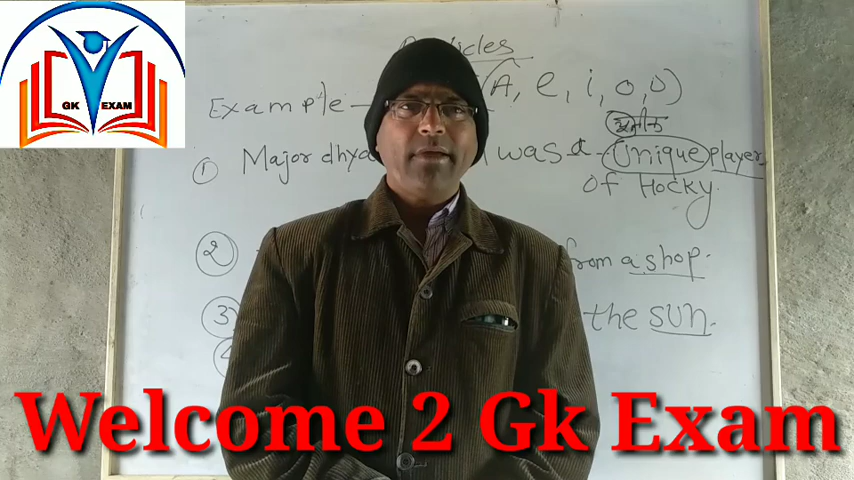 GK EXAM
Articles
Example – (A, e, i, o, u)
① Major dhya was a Unique player
of Hocky.
② from a shop.
③ the sun.
④
Welcome 2 Gk Exam